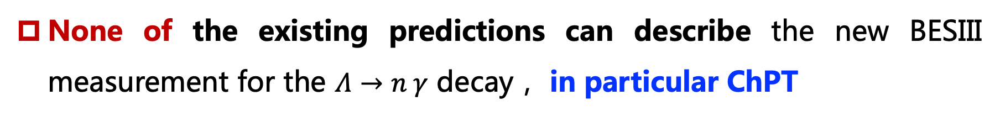 None of the existing predictions can describe the new BESIII
measurement for the Λ → n γ decay , in particular ChPT